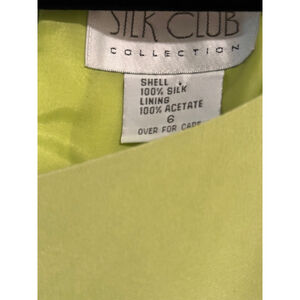 SILK CLUB
COLLECTION
SHELL
100% SILK
LINING
100% ACETATE
6
OVER FOR CARE